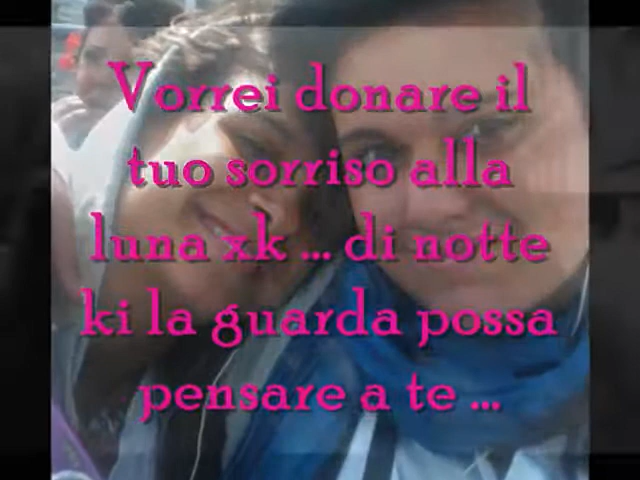 Vorrei donare il
tuo sorriso alla
luna xk ... di notte
ki la guarda possa
pensare a te ...